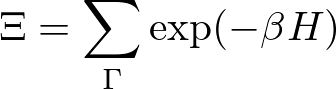 Ξ = ∑_Γ exp(−βH)